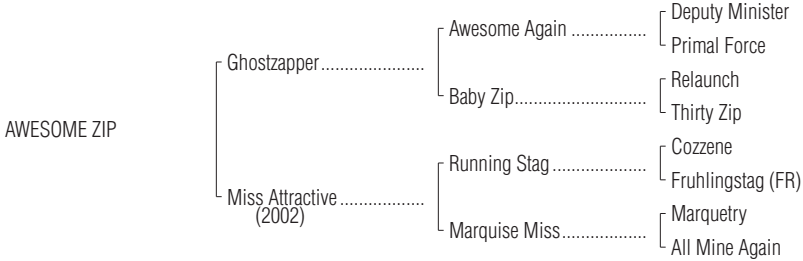 Deputy Minister
Awesome Again ................
Primal Force
Ghostzapper......................
Relaunch
Baby Zip............................
Thirty Zip
AWESOME ZIP
Cozzene
Running Stag ....................
Fruhlingstag (FR)
Miss Attractive ..................
(2002)
Marquetry
Marquise Miss..................
All Mine Again